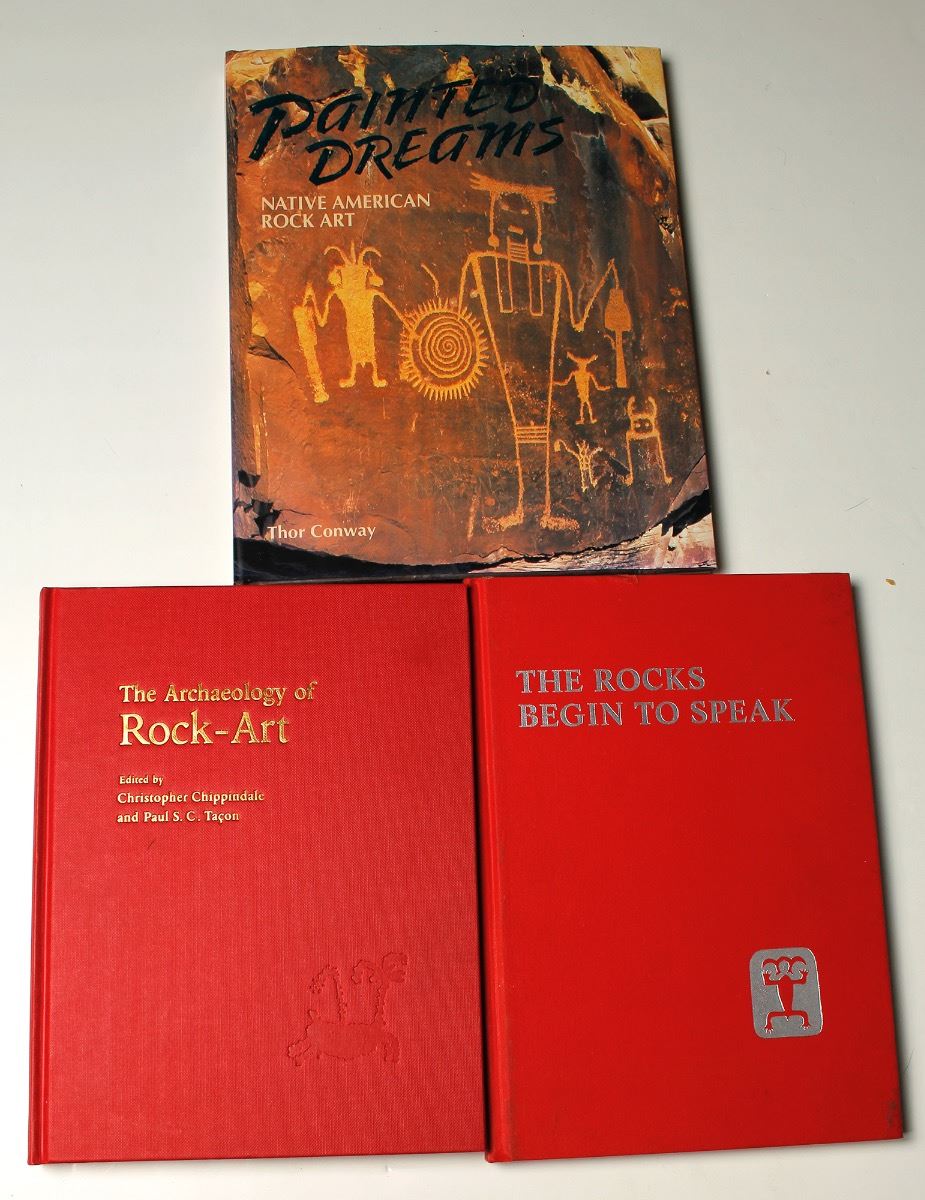 PAINTED
DREAMS
NATIVE AMERICAN
ROCK ART
Thor Conway
The Archaeology of
Rock-Art
Edited by
Christopher Chippindale
and Paul S. C. Taçon
THE ROCKS
BEGIN TO SPEAK